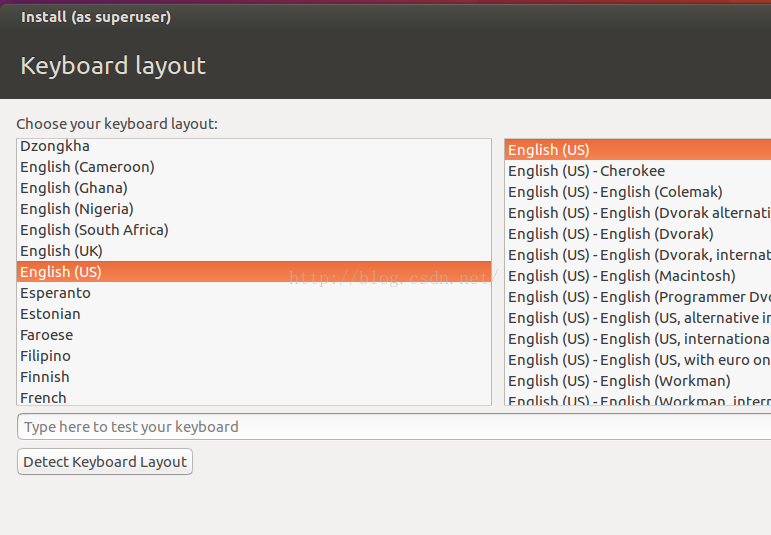 Install (as superuser)
Keyboard layout
Choose your keyboard layout:
Dzongkha
English (Cameroon)
English (Ghana)
English (Nigeria)
English (South Africa)
English (UK)
English (US)
Esperanto
Estonian
Faroese
Filipino
Finnish
French
English (US)
English (US) - Cherokee
English (US) - English (Colemak)
English (US) - English (Dvorak alternati
English (US) - English (Dvorak)
English (US) - English (Dvorak, internat
English (US) - English (Macintosh)
English (US) - English (Programmer Dvo
English (US) - English (US, alternative in
English (US) - English (US, internationa
English (US) - English (US, with euro on
English (US) - English (Workman)
English (US) - English (Workman, intern
http://blog.csdn.net/
Type here to test your keyboard
Detect Keyboard Layout